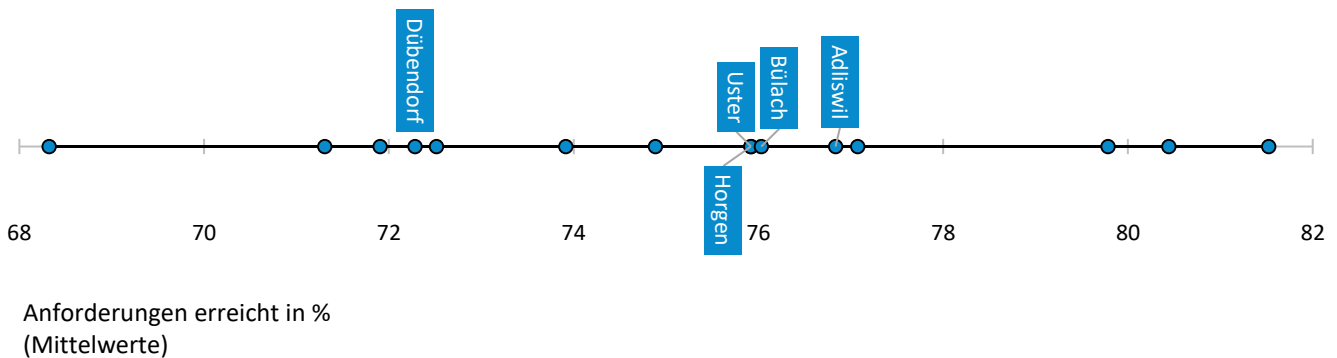 Dübendorf
Uster
Bülach
Adliswil
Horgen
68 70 72 74 76 78 80 82
Anforderungen erreicht in %
(Mittelwerte)